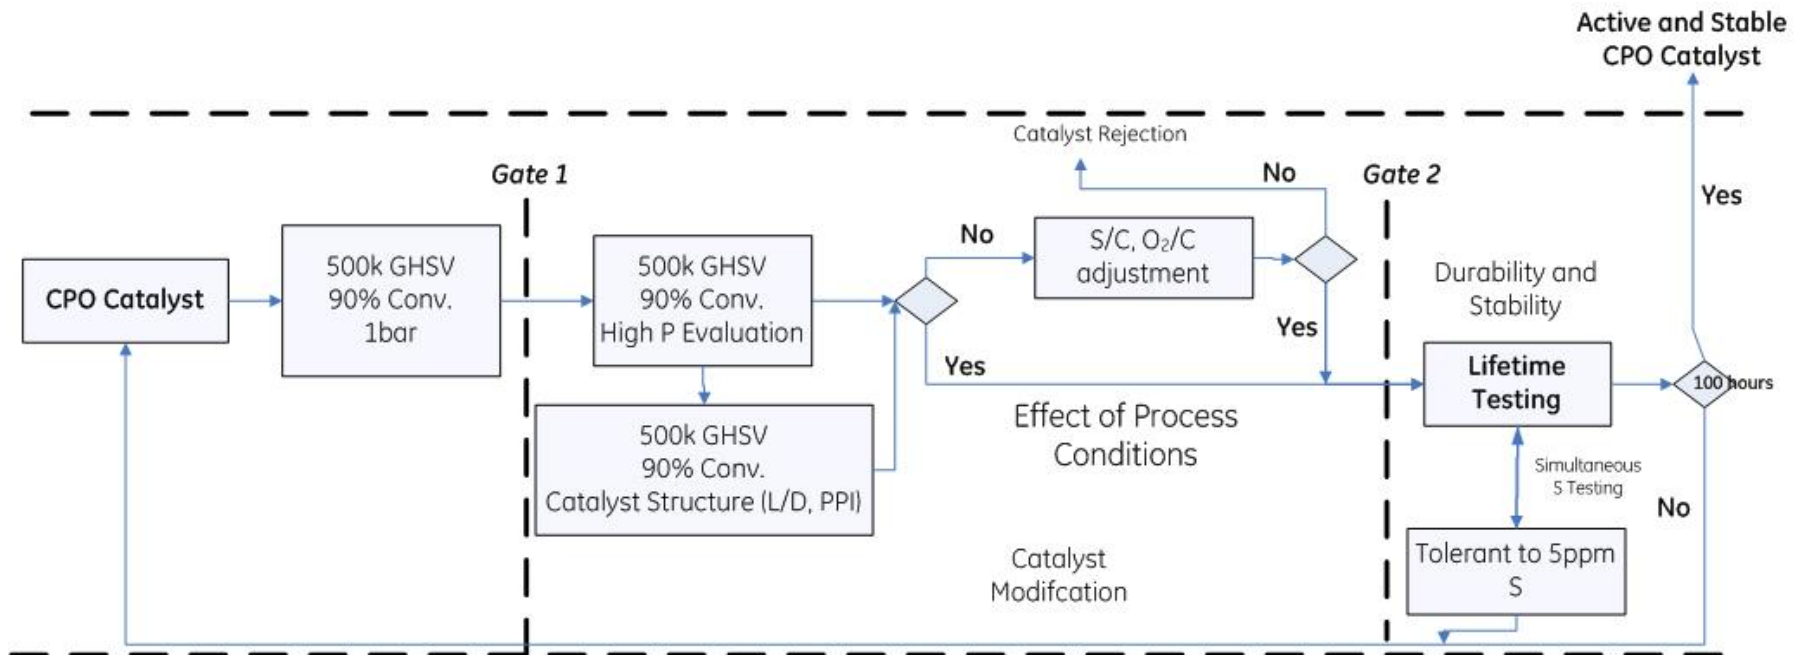 Active and Stable
CPO Catalyst
Catalyst Rejection
Gate 1
No
Gate 2
Yes
CPO Catalyst
500k GHSV
90% Conv.
1bar
500k GHSV
90% Conv.
High P Evaluation
No
S/C, O₂/C
adjustment
Durability and
Stability
Yes
Yes
Lifetime
Testing
100 hours
Effect of Process
Conditions
500k GHSV
90% Conv.
Catalyst Structure (L/D, PPI)
Simultaneous
S Testing
No
Catalyst
Modifcation
Tolerant to 5ppm
S